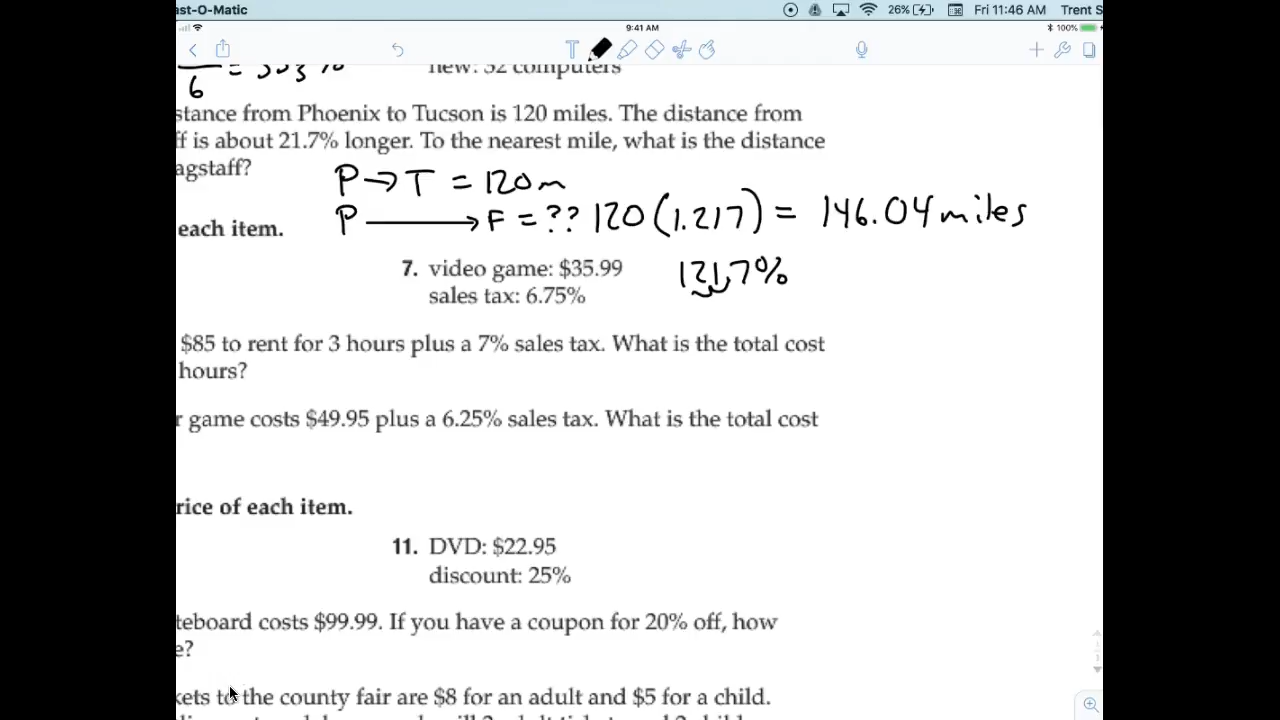 ast-O-Matic
26%
Fri 11:46 AM Trent S
9:41 AM
100%
6
new: 52 computers
stance from Phoenix to Tucson is 120 miles. The distance from
ff is about 21.7% longer. To the nearest mile, what is the distance
agstaff?
P → T = 120m
P → F = ?? 120 (1.217) = 146.04 miles
each item.
7. video game: $35.99
121.7%
sales tax: 6.75%
$85 to rent for 3 hours plus a 7% sales tax. What is the total cost
hours?
r game costs $49.95 plus a 6.25% sales tax. What is the total cost
rice of each item.
11. DVD: $22.95
discount: 25%
teboard costs $99.99. If you have a coupon for 20% off, how
e?
kets to the county fair are $8 for an adult and $5 for a child.